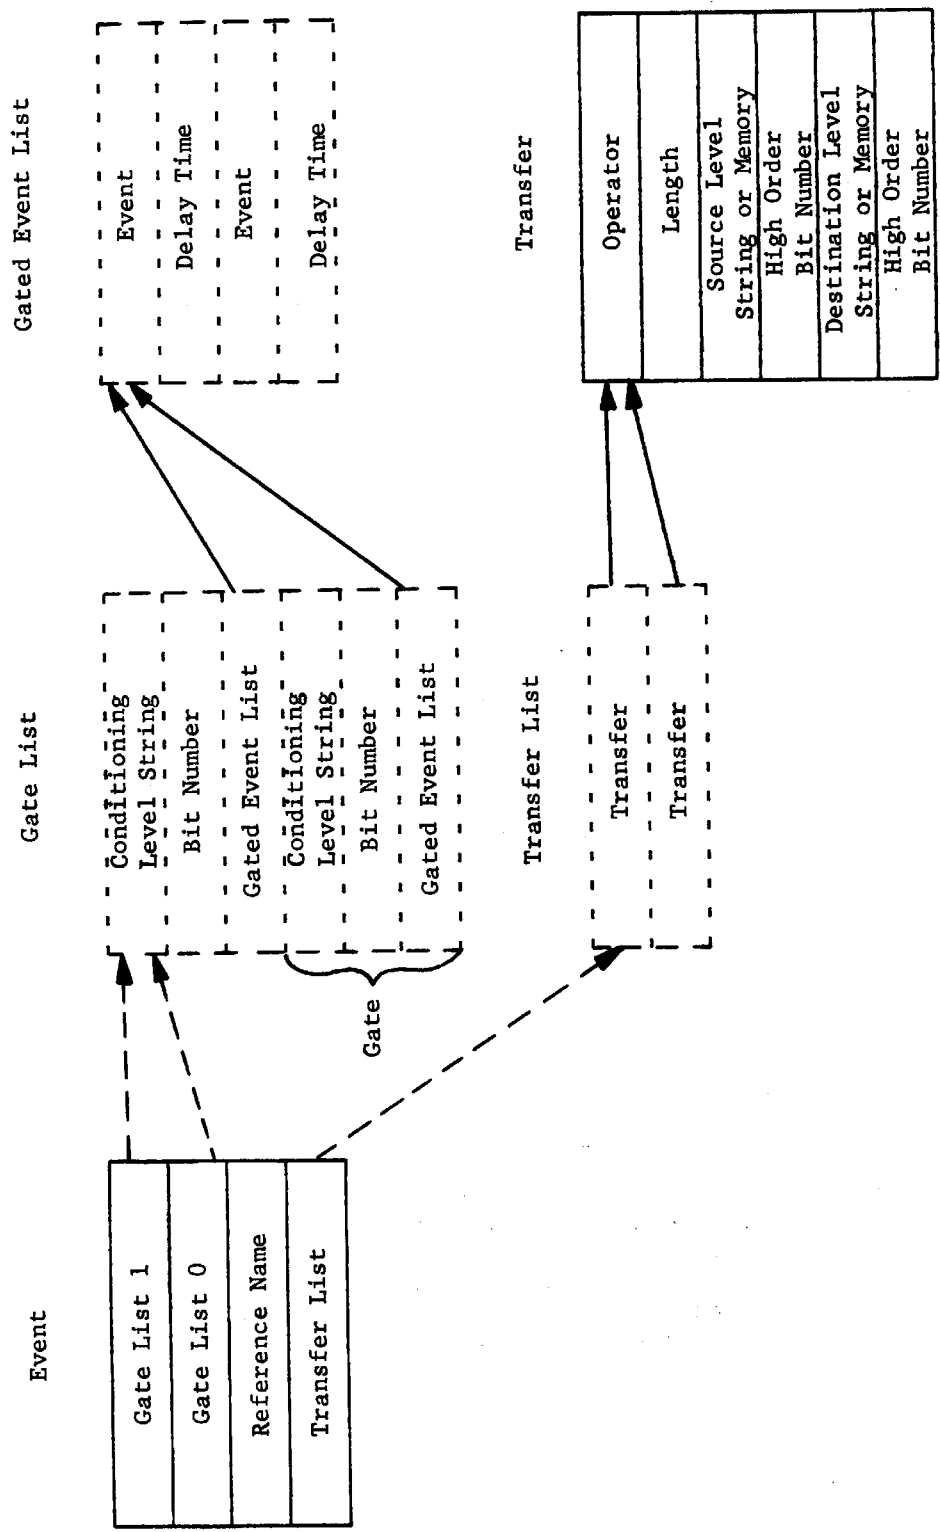 Event
Gate List 1
Gate List 0
Reference Name
Transfer List
Gate List
Conditioning
Level String
Bit Number
Gated Event List
Conditioning
Level String
Bit Number
Gated Event List
Gate
Gated Event List
Event
Delay Time
Event
Delay Time
Transfer List
Transfer
Transfer
Transfer
Operator
Length
Source Level
String or Memory
High Order
Bit Number
Destination Level
String or Memory
High Order
Bit Number